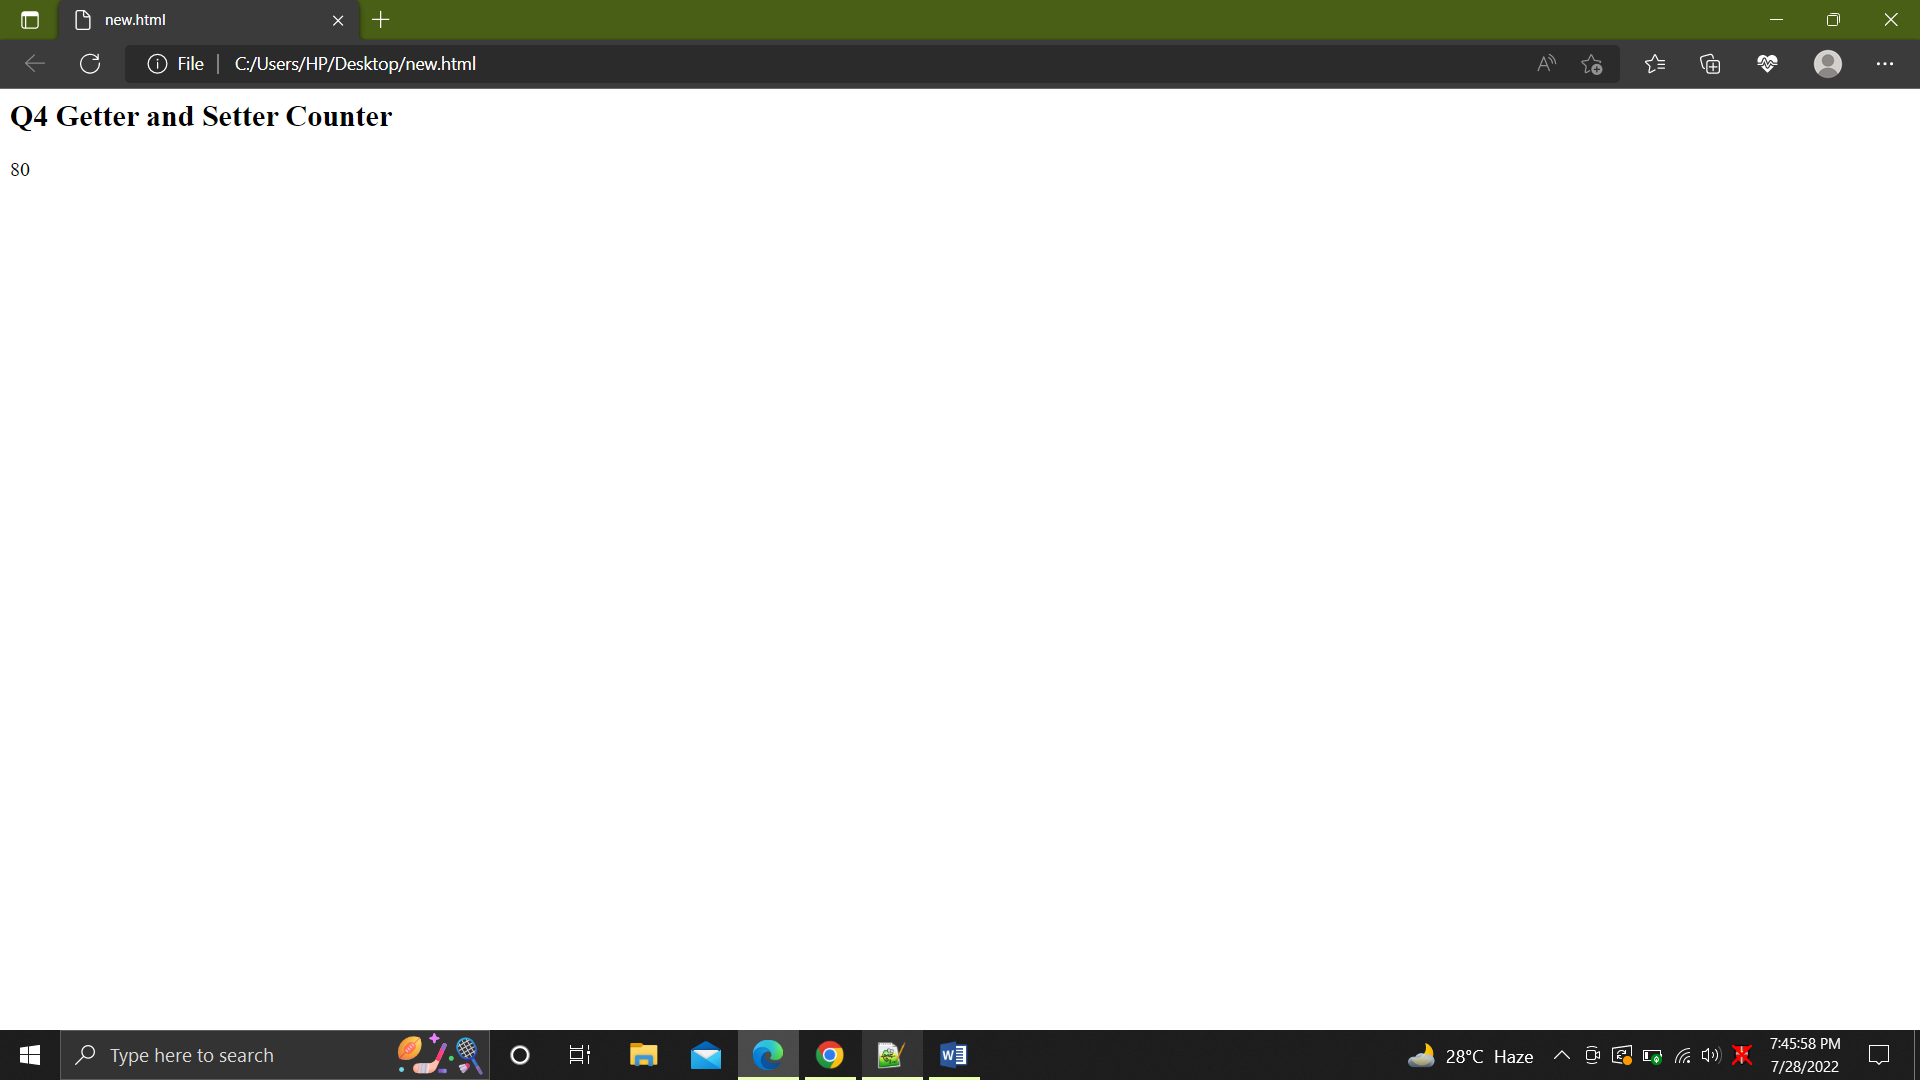 new.html
File
C:/Users/HP/Desktop/new.html
Q4 Getter and Setter Counter
80
Type here to search
28°C Haze
7:45:58 PM
7/28/2022